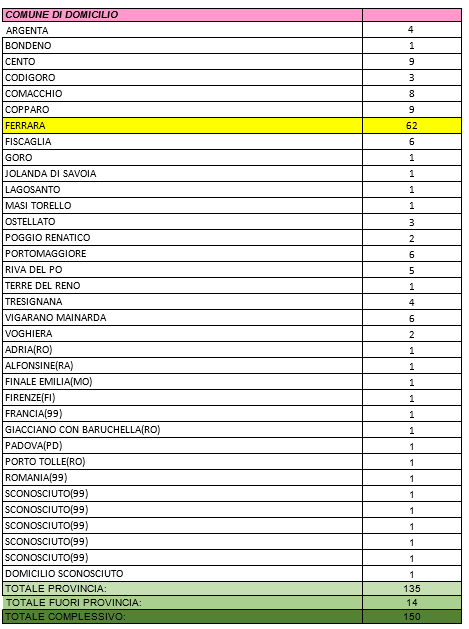 COMUNE DI DOMICILIO
ARGENTA 4
BONDENO 1
CENTO 9
CODIGORO 3
COMACCHIO 8
COPPARO 9
FERRARA 62
FISCAGLIA 6
GORO 1
JOLANDA DI SAVOIA 1
LAGOSANTO 1
MASI TORELLO 1
OSTELLATO 3
POGGIO RENATICO 2
PORTOMAGGIORE 6
RIVA DEL PO 5
TERRE DEL RENO 1
TRESIGNANA 4
VIGARANO MAINARDA 6
VOGHIERA 2
ADRIA(RO) 1
ALFONSINE(RA) 1
FINALE EMILIA(MO) 1
FIRENZE(FI) 1
FRANCIA(99) 1
GIACCIANO CON BARUCHELLA(RO) 1
PADOVA(PD) 1
PORTO TOLLE(RO) 1
ROMANIA(99) 1
SCONOSCIUTO(99) 1
SCONOSCIUTO(99) 1
SCONOSCIUTO(99) 1
SCONOSCIUTO(99) 1
SCONOSCIUTO(99) 1
DOMICILIO SCONOSCIUTO 1
TOTALE PROVINCIA: 135
TOTALE FUORI PROVINCIA: 14
TOTALE COMPLESSIVO: 150